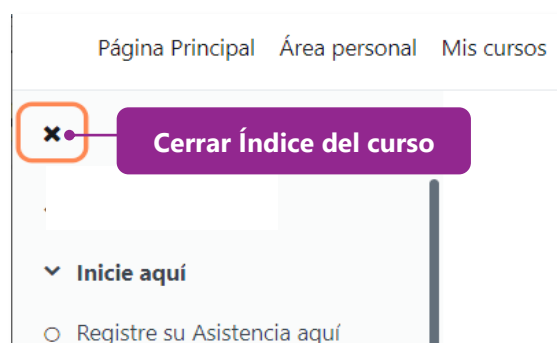 Página Principal Área personal Mis cursos
Cerrar Índice del curso
Inicie aquí
Registre su Asistencia aquí